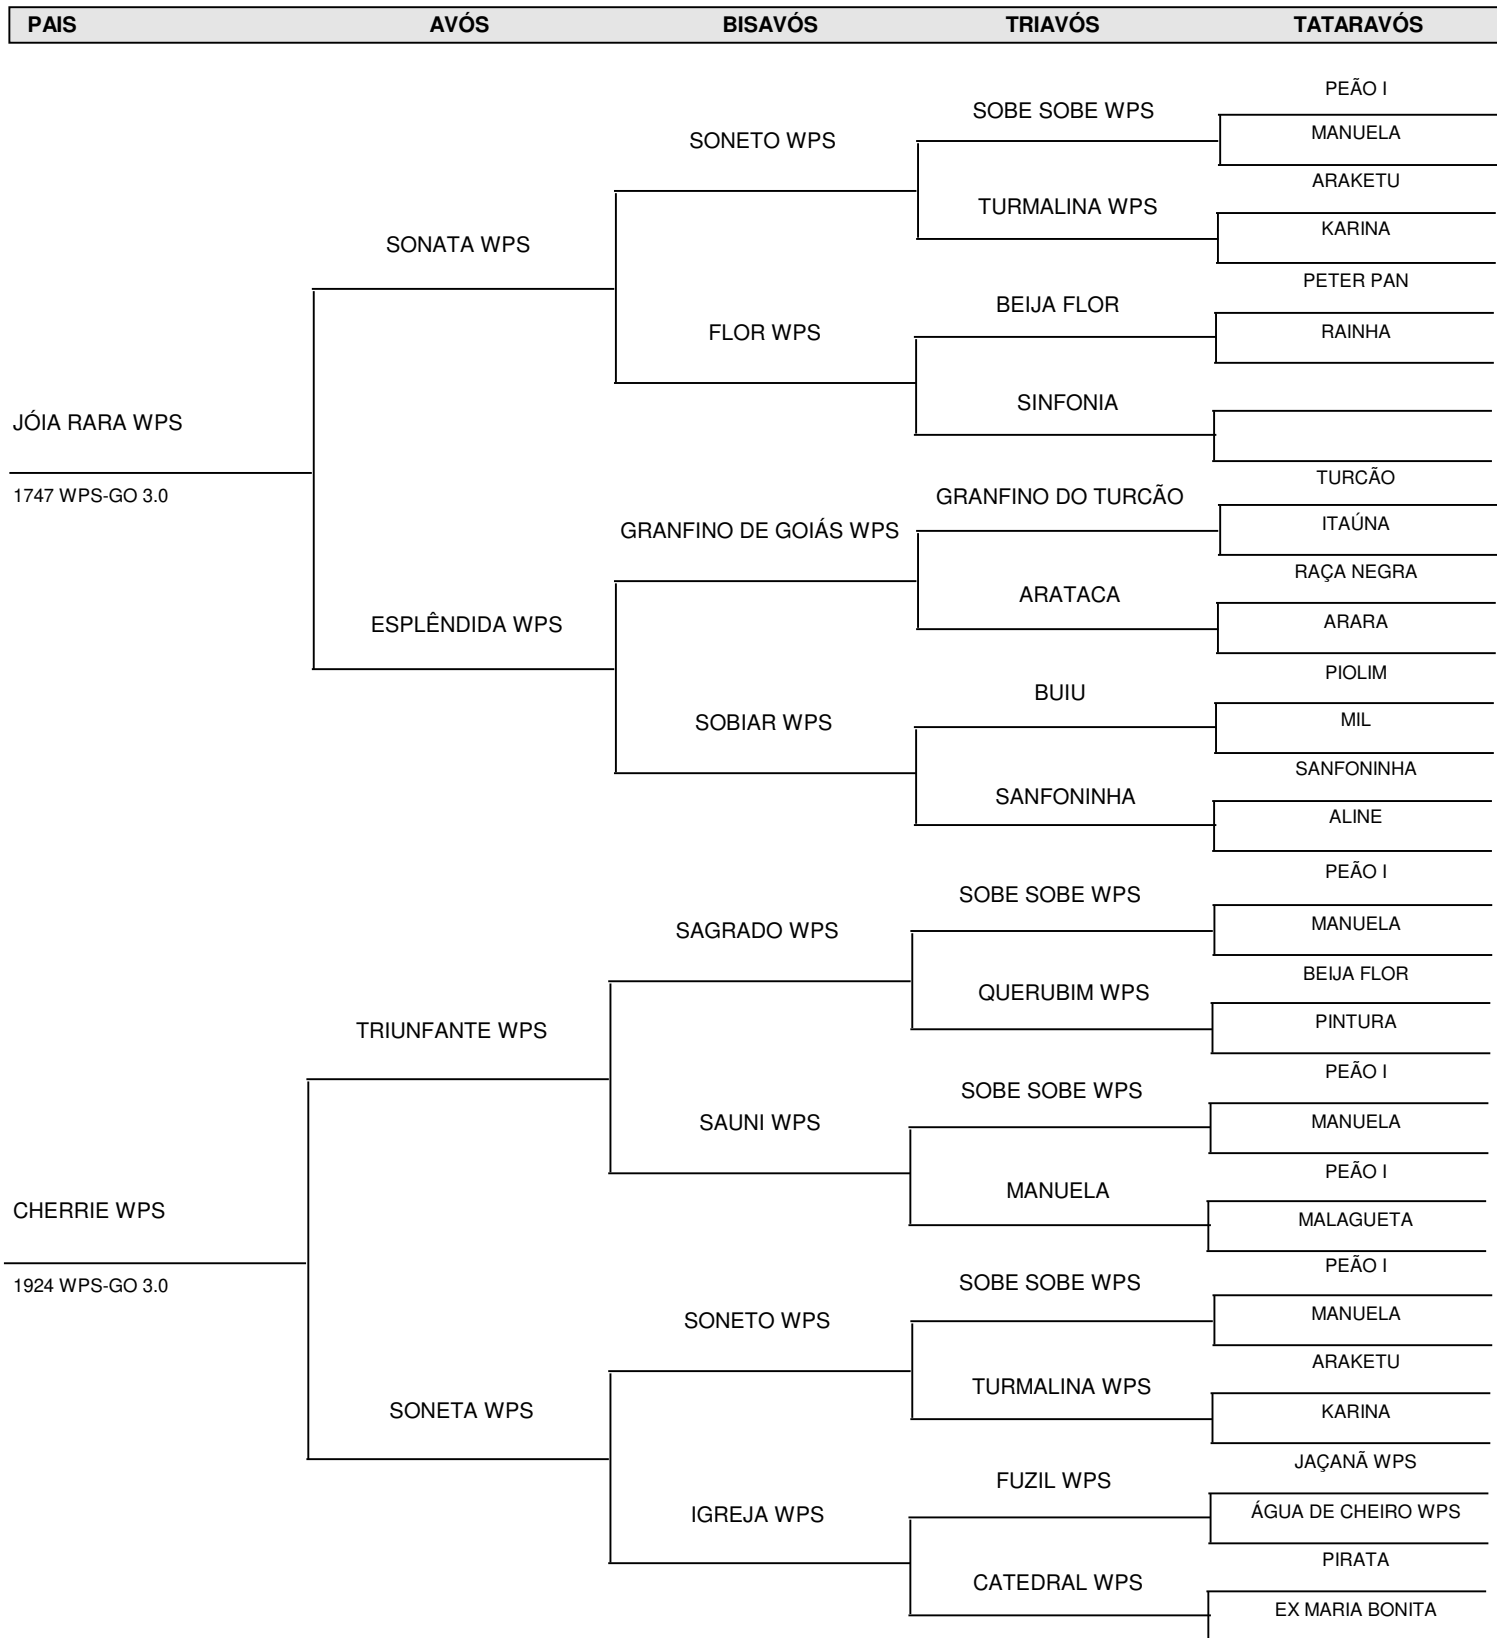 PAIS AVÓS BISAVÓS TRIAVÓS TATARAVÓS
PEÃO I
SOBE SOBE WPS
MANUELA
SONETO WPS
ARAKETU
TURMALINA WPS
KARINA
SONATA WPS
PETER PAN
BEIJA FLOR
RAINHA
FLOR WPS
SINFONIA
JÓIA RARA WPS
TURCÃO
1747 WPS-GO 3.0
GRANFINO DO TURCÃO
ITAÚNA
GRANFINO DE GOIÁS WPS
RAÇA NEGRA
ARATACA
ARARA
ESPLÊNDIDA WPS
PIOLIM
BUIU
MIL
SOBIAR WPS
SANFONINHA
SANFONINHA
ALINE
PEÃO I
SOBE SOBE WPS
MANUELA
SAGRADO WPS
BEIJA FLOR
QUERUBIM WPS
PINTURA
TRIUNFANTE WPS
PEÃO I
SOBE SOBE WPS
MANUELA
SAUNI WPS
PEÃO I
MANUELA
CHERRIE WPS
MALAGUETA
PEÃO I
1924 WPS-GO 3.0
SOBE SOBE WPS
MANUELA
SONETO WPS
ARAKETU
TURMALINA WPS
KARINA
SONETA WPS
JAÇANÃ WPS
FUZIL WPS
ÁGUA DE CHEIRO WPS
IGREJA WPS
PIRATA
CATEDRAL WPS
EX MARIA BONITA